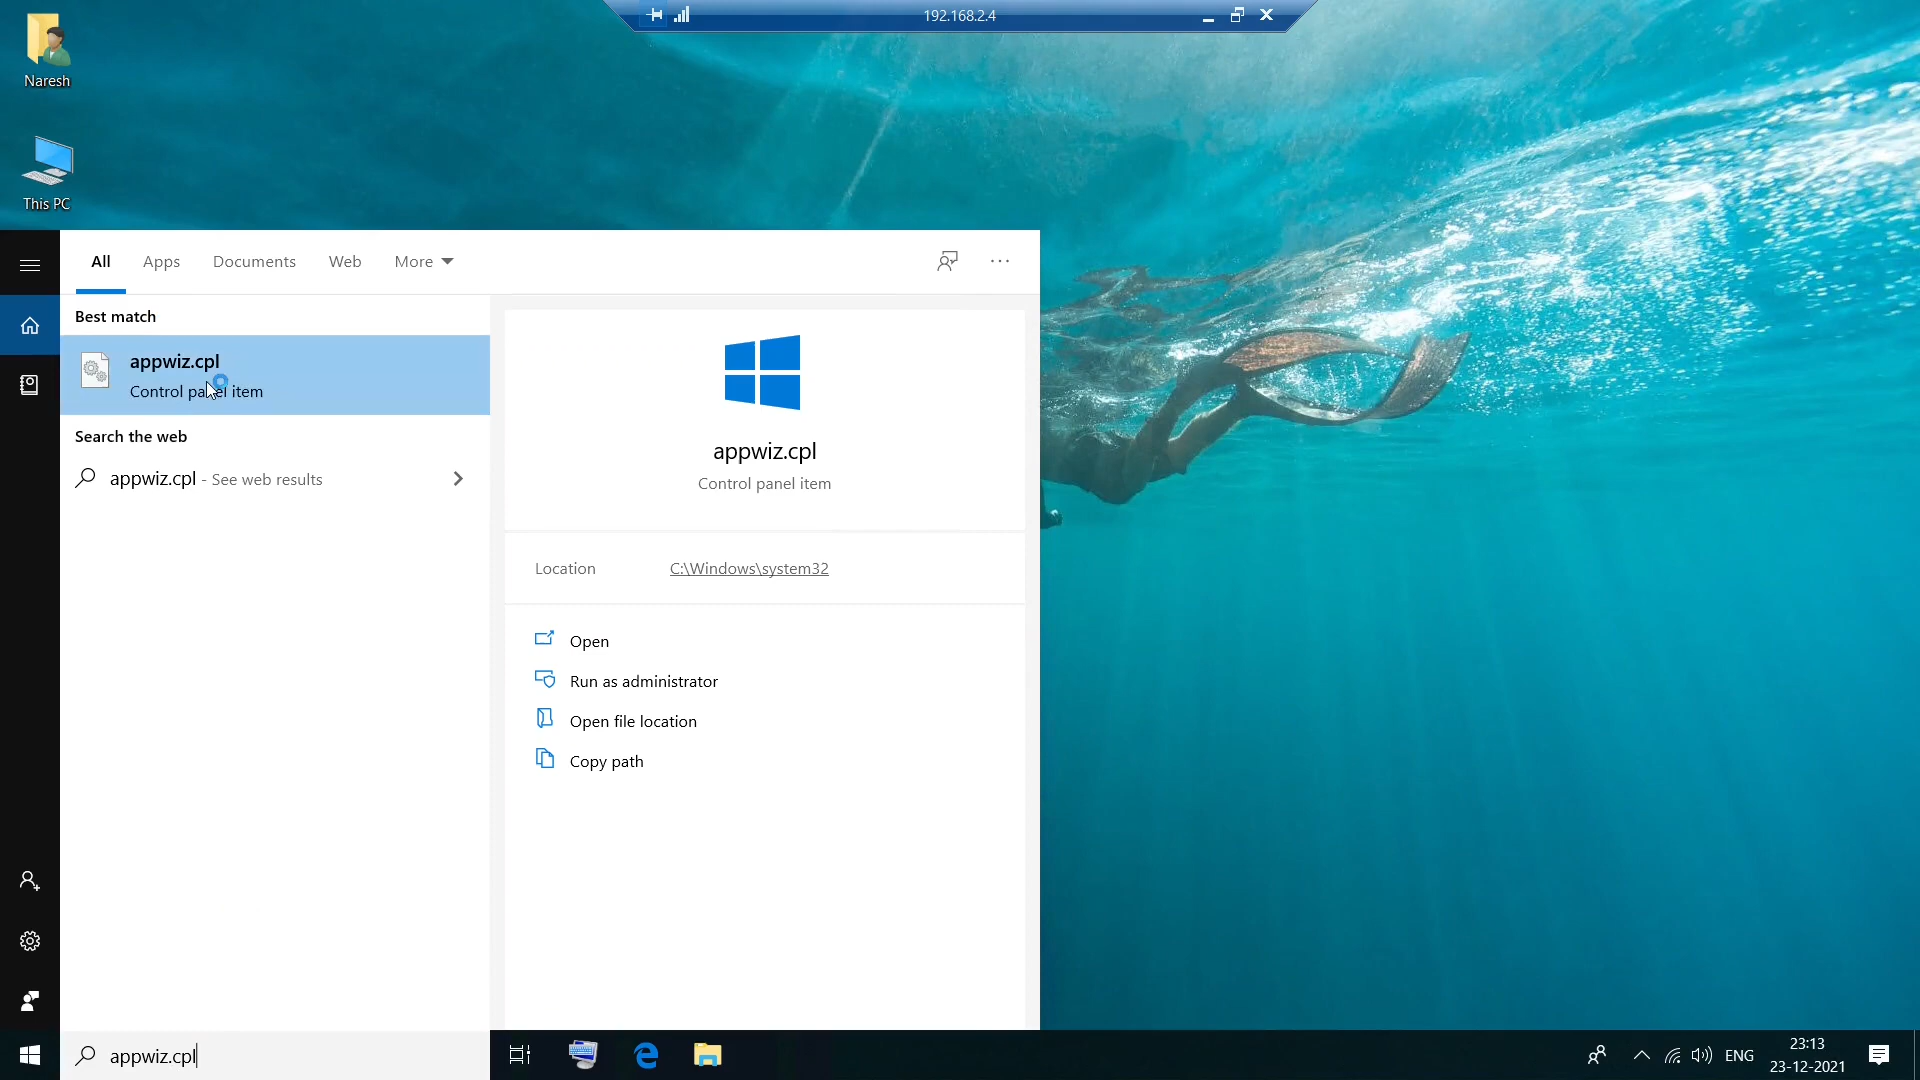 192.168.2.4
Naresh
This PC
All
Apps
Documents
Web
More
Best match
appwiz.cpl
Control panel item
Search the web
appwiz.cpl - See web results
appwiz.cpl
Control panel item
Location
C:\Windows\system32
Open
Run as administrator
Open file location
Copy path
appwiz.cpl
ENG
23:13
23-12-2021